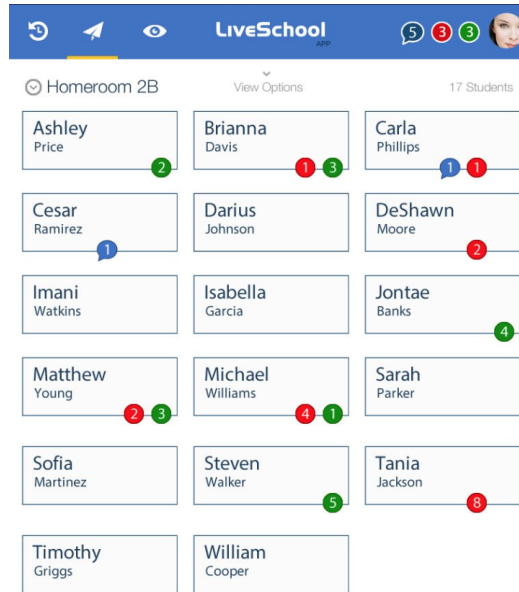 LIVESCHOOL
APP
5 3 3
Homeroom 2B
View Options
17 Students
Ashley
Price
2
Brianna
Davis
1 3
Carla
Phillips
1 1
Cesar
Ramirez
1
Darius
Johnson
DeShawn
Moore
2
Imani
Watkins
Isabella
Garcia
Jontae
Banks
4
Matthew
Young
2 3
Michael
Williams
4 1
Sarah
Parker
Sofia
Martinez
Steven
Walker
5
Tania
Jackson
8
Timothy
Griggs
William
Cooper